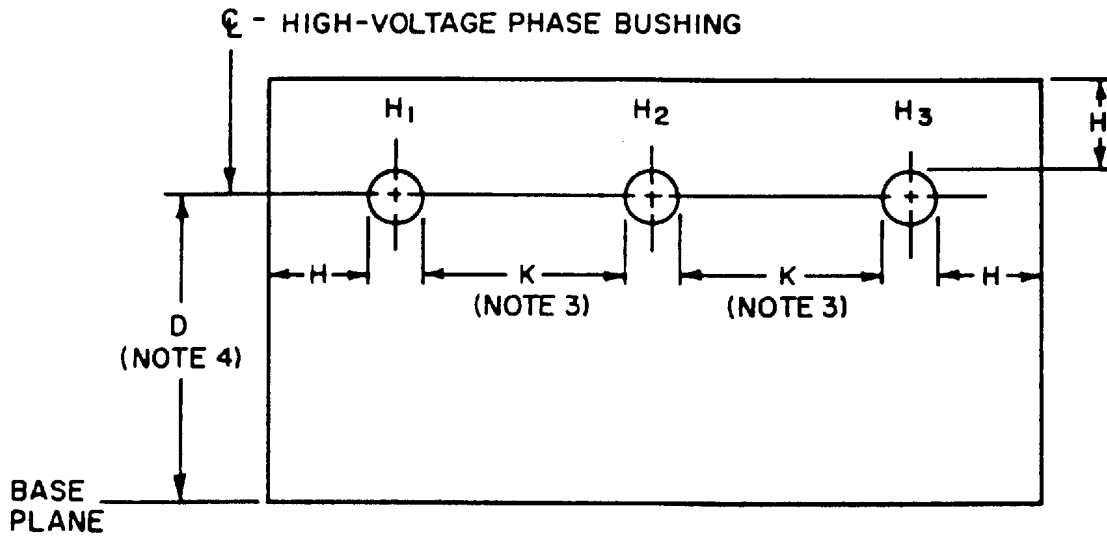 ℄ - HIGH-VOLTAGE PHASE BUSHING
H1 H2 H3
H
H K K H
(NOTE 3) (NOTE 3)
D
(NOTE 4)
BASE
PLANE